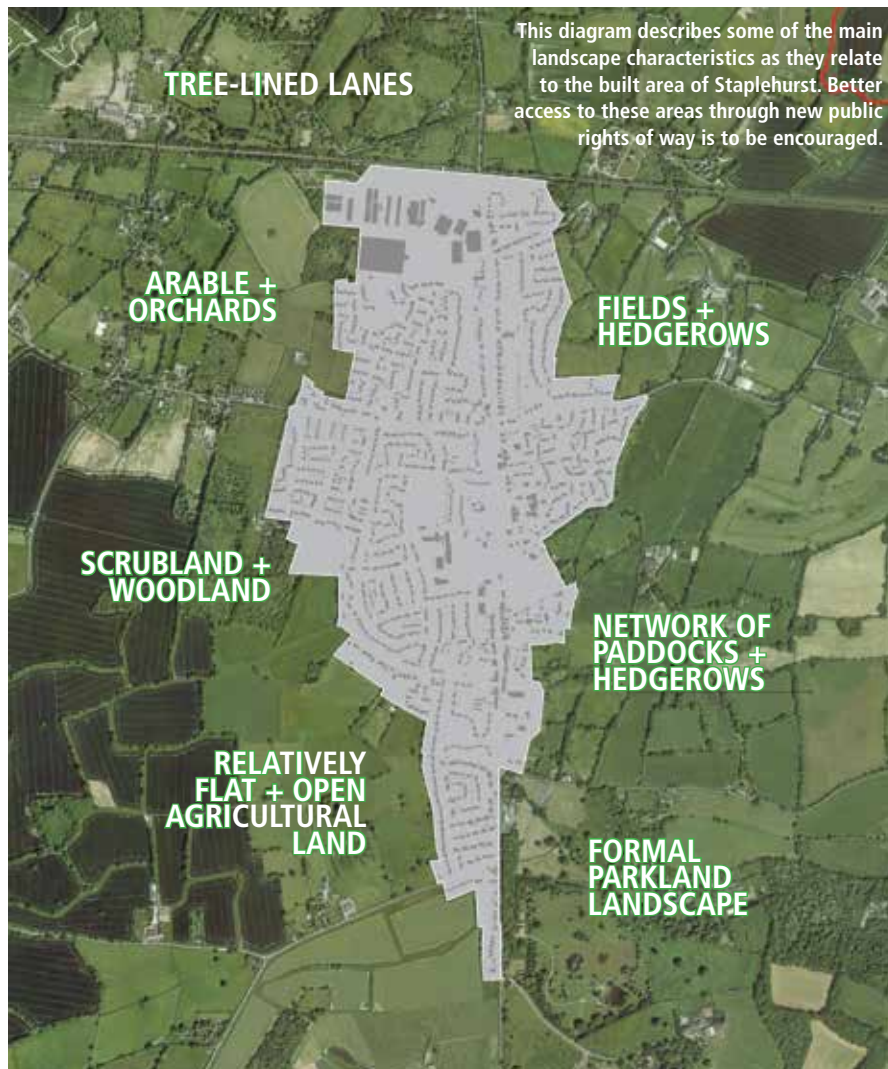 This diagram describes some of the main
landscape characteristics as they relate
to the built area of Staplehurst. Better
access to these areas through new public
rights of way is to be encouraged.
TREE-LINED LANES
ARABLE +
ORCHARDS
FIELDS +
HEDGEROWS
SCRUBLAND +
WOODLAND
NETWORK OF
PADDOCKS +
HEDGEROWS
RELATIVELY
FLAT + OPEN
AGRICULTURAL
LAND
FORMAL
PARKLAND
LANDSCAPE